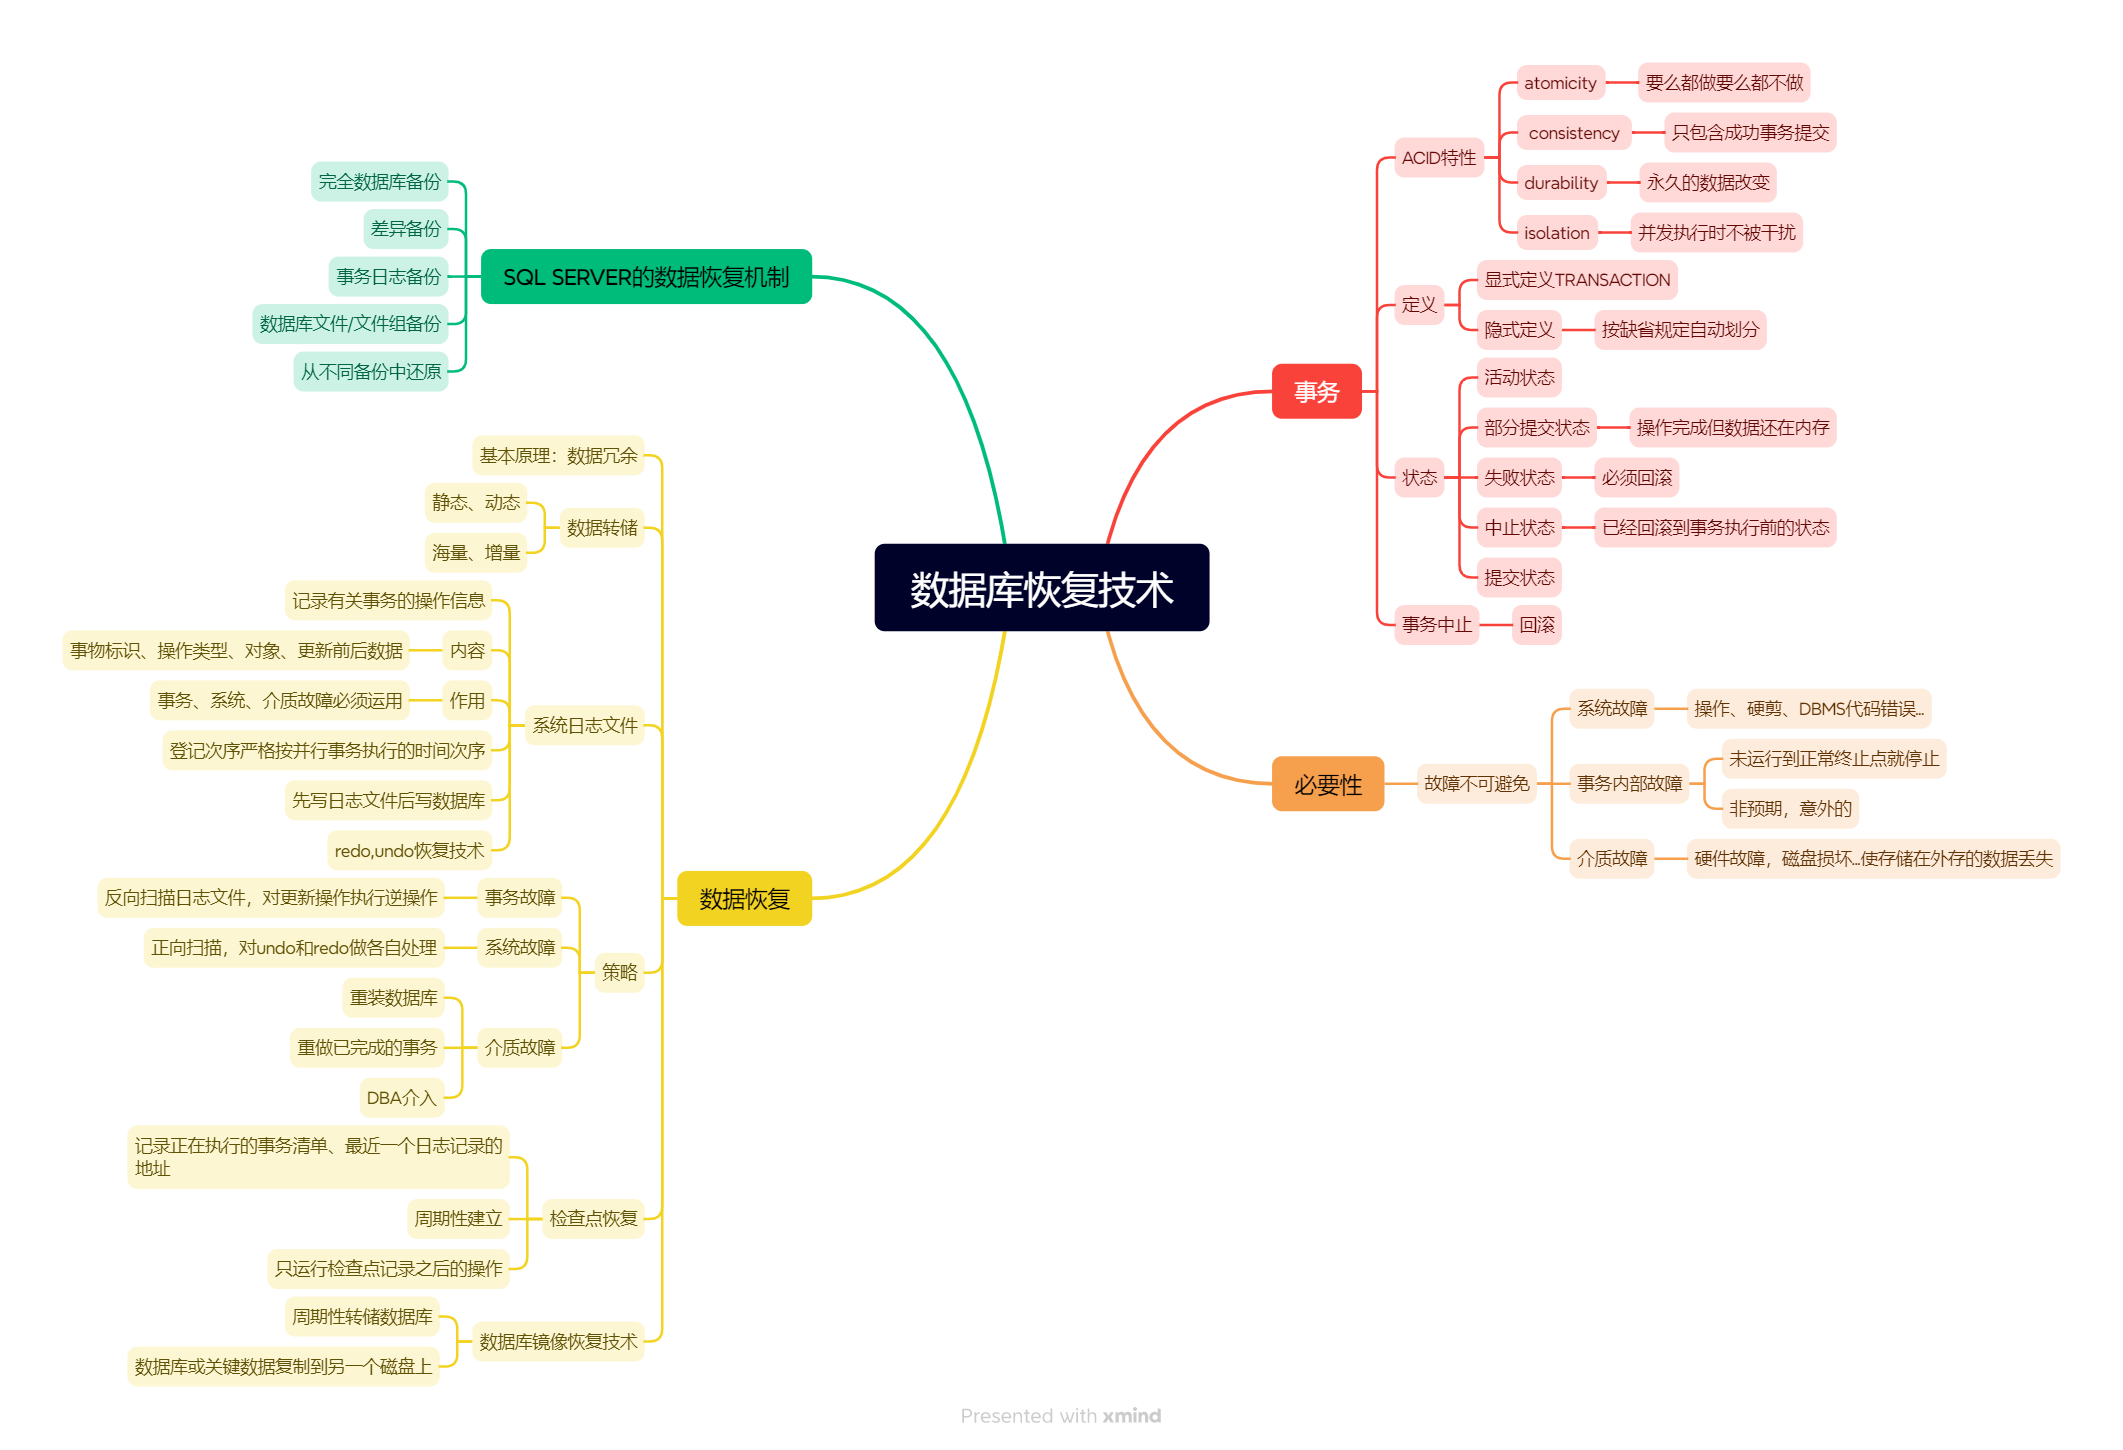 数据库恢复技术
事务
ACID特性
atomicity
要么都做要么都不做
consistency
只包含成功事务提交
durability
永久的数据改变
isolation
并发执行时不被干扰
定义
显式定义TRANSACTION
隐式定义
按缺省规定自动划分
状态
活动状态
部分提交状态
操作完成但数据还在内存
失败状态
必须回滚
中止状态
已经回滚到事务执行前的状态
提交状态
事务中止
回滚
必要性
故障不可避免
系统故障
操作、硬剪、DBMS代码错误...
事务内部故障
未运行到正常终止点就停止
非预期，意外的
介质故障
硬件故障，磁盘损坏...使存储在外存的数据丢失
SQL SERVER的数据恢复机制
完全数据库备份
差异备份
事务日志备份
数据库文件/文件组备份
从不同备份中还原
数据恢复
基本原理：数据冗余
数据转储
静态、动态
海量、增量
系统日志文件
记录有关事务的操作信息
内容
事物标识、操作类型、对象、更新前后数据
作用
事务、系统、介质故障必须运用
登记次序严格按并行事务执行的时间次序
先写日志文件后写数据库
redo,undo恢复技术
策略
事务故障
反向扫描日志文件，对更新操作执行逆操作
系统故障
正向扫描，对undo和redo做各自处理
介质故障
重装数据库
重做已完成的事务
DBA介入
检查点恢复
记录正在执行的事务清单、最近一个日志记录的
地址
周期性建立
只运行检查点记录之后的操作
数据库镜像恢复技术
周期性转储数据库
数据库或关键数据复制到另一个磁盘上
Presented with xmind